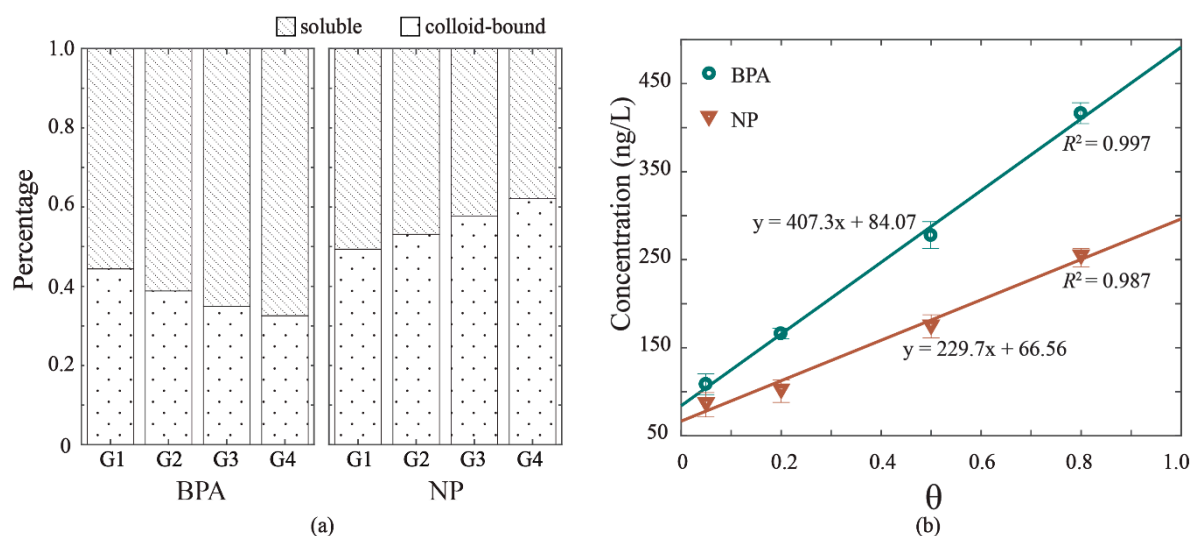 soluble colloid-bound
1.0
0.8
0.6
0.4
0.2
0
Percentage
G1 G2 G3 G4 G1 G2 G3 G4
BPA NP
(a)
450
350
250
150
50
Concentration (ng/L)
BPA
NP
R² = 0.997
y = 407.3x + 84.07
R² = 0.987
y = 229.7x + 66.56
0 0.2 0.4 0.6 0.8 1.0
θ
(b)